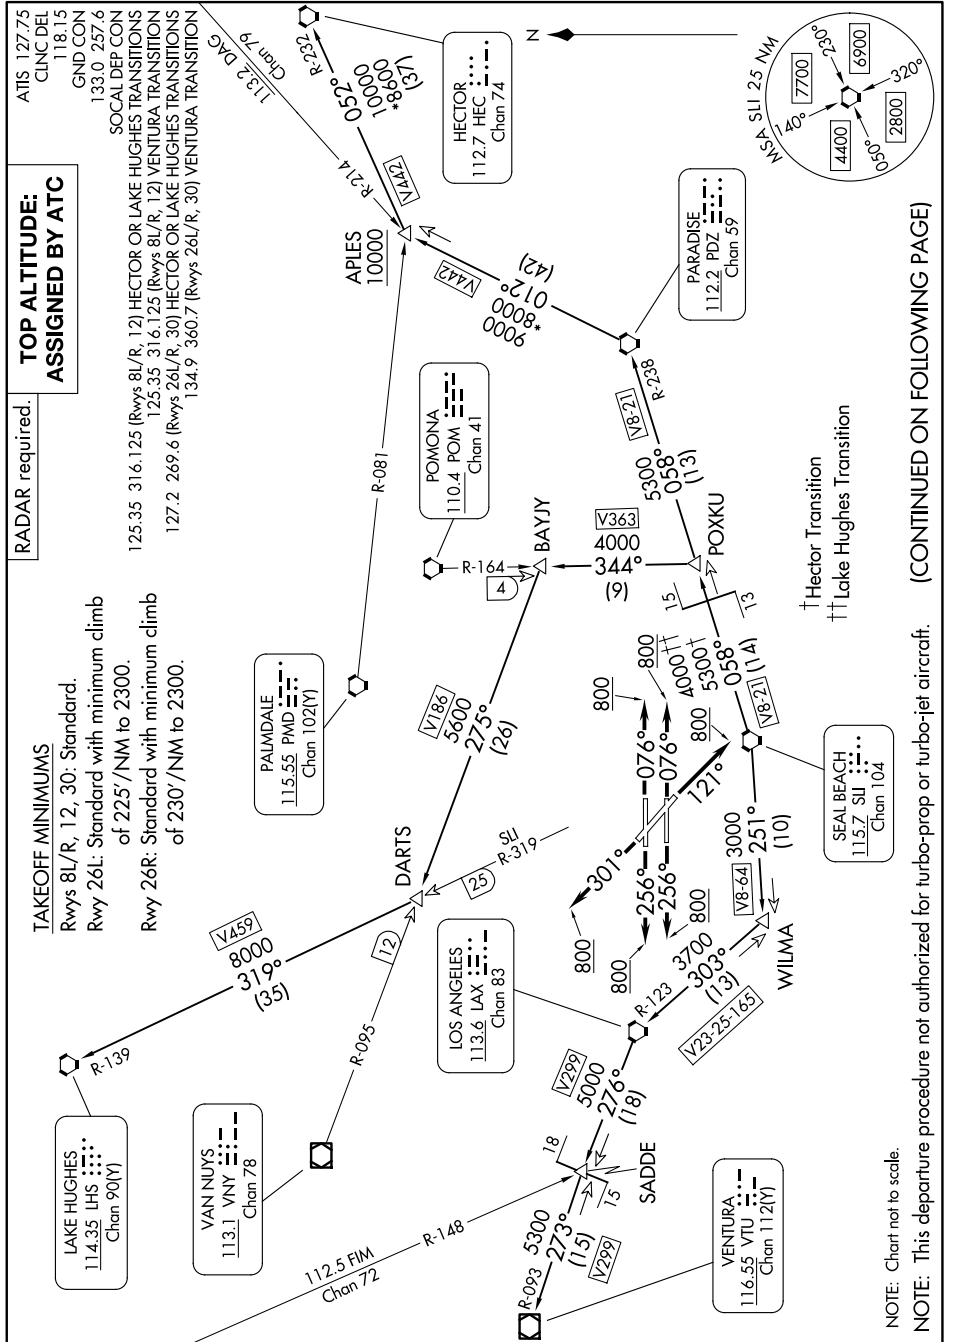 RADAR required.
TOP ALTITUDE:
ASSIGNED BY ATC
ATIS 127.75
CLNC DEL
118.15
GND CON
133.0 257.6
SOCAL DEP CON
125.35 316.125 (Rwys 8L/R, 12) HECTOR OR LAKE HUGHES TRANSITIONS
125.35 316.125 (Rwys 8L/R, 12) VENTURA TRANSITION
127.2 269.6 (Rwys 26L/R, 30) HECTOR OR LAKE HUGHES TRANSITIONS
134.9 360.7 (Rwys 26L/R, 30) VENTURA TRANSITION
TAKEOFF MINIMUMS
Rwys 8L/R, 12, 30: Standard.
Rwy 26L: Standard with minimum climb
of 225'/NM to 2300.
Rwy 26R: Standard with minimum climb
of 230'/NM to 2300.
LAKE HUGHES
114.35 LHS
Chan 90(Y)
R-139
V459
8000
319°
(35)
VAN NUYS
113.1 VNY
Chan 78
R-095
12
DARTS
25
SLI
R-319
PALMDALE
115.55 PMD
Chan 102(Y)
R-081
V186
5600
275°
(26)
POMONA
110.4 POM
Chan 41
R-164
4
BAYJY
V363
4000
344°
(9)
APLES
10000
113.2 DAG
Chan 79
R-214
R-232
052°
10000
*8600
(37)
V442
HECTOR
112.7 HEC
Chan 74
N
V442
9000
*8000
012°
(42)
PARADISE
112.2 PDZ
Chan 59
R-238
V8-21
5300
058°
(13)
POXKU
15
13
4000††
5300†
058°
(14)
V8-21
SEAL BEACH
115.7 SLI
Chan 104
800
800
800
076°
076°
121°
301°
256°
256°
800
800
800
V8-64
3000
251°
(10)
WILMA
3700
303°
(13)
V23-25-165
R-123
LOS ANGELES
113.6 LAX
Chan 83
V299
5000
276°
(18)
SADDE
18
15
112.5 FIM
Chan 72
R-148
5300
273°
(15)
V299
R-093
VENTURA
116.55 VTU
Chan 112(Y)
MSA SLI 25 NM
230°
6900
7700
320°
140°
2800
4400
050°
†Hector Transition
††Lake Hughes Transition
NOTE: Chart not to scale.
NOTE: This departure procedure not authorized for turbo-prop or turbo-jet aircraft.
(CONTINUED ON FOLLOWING PAGE)